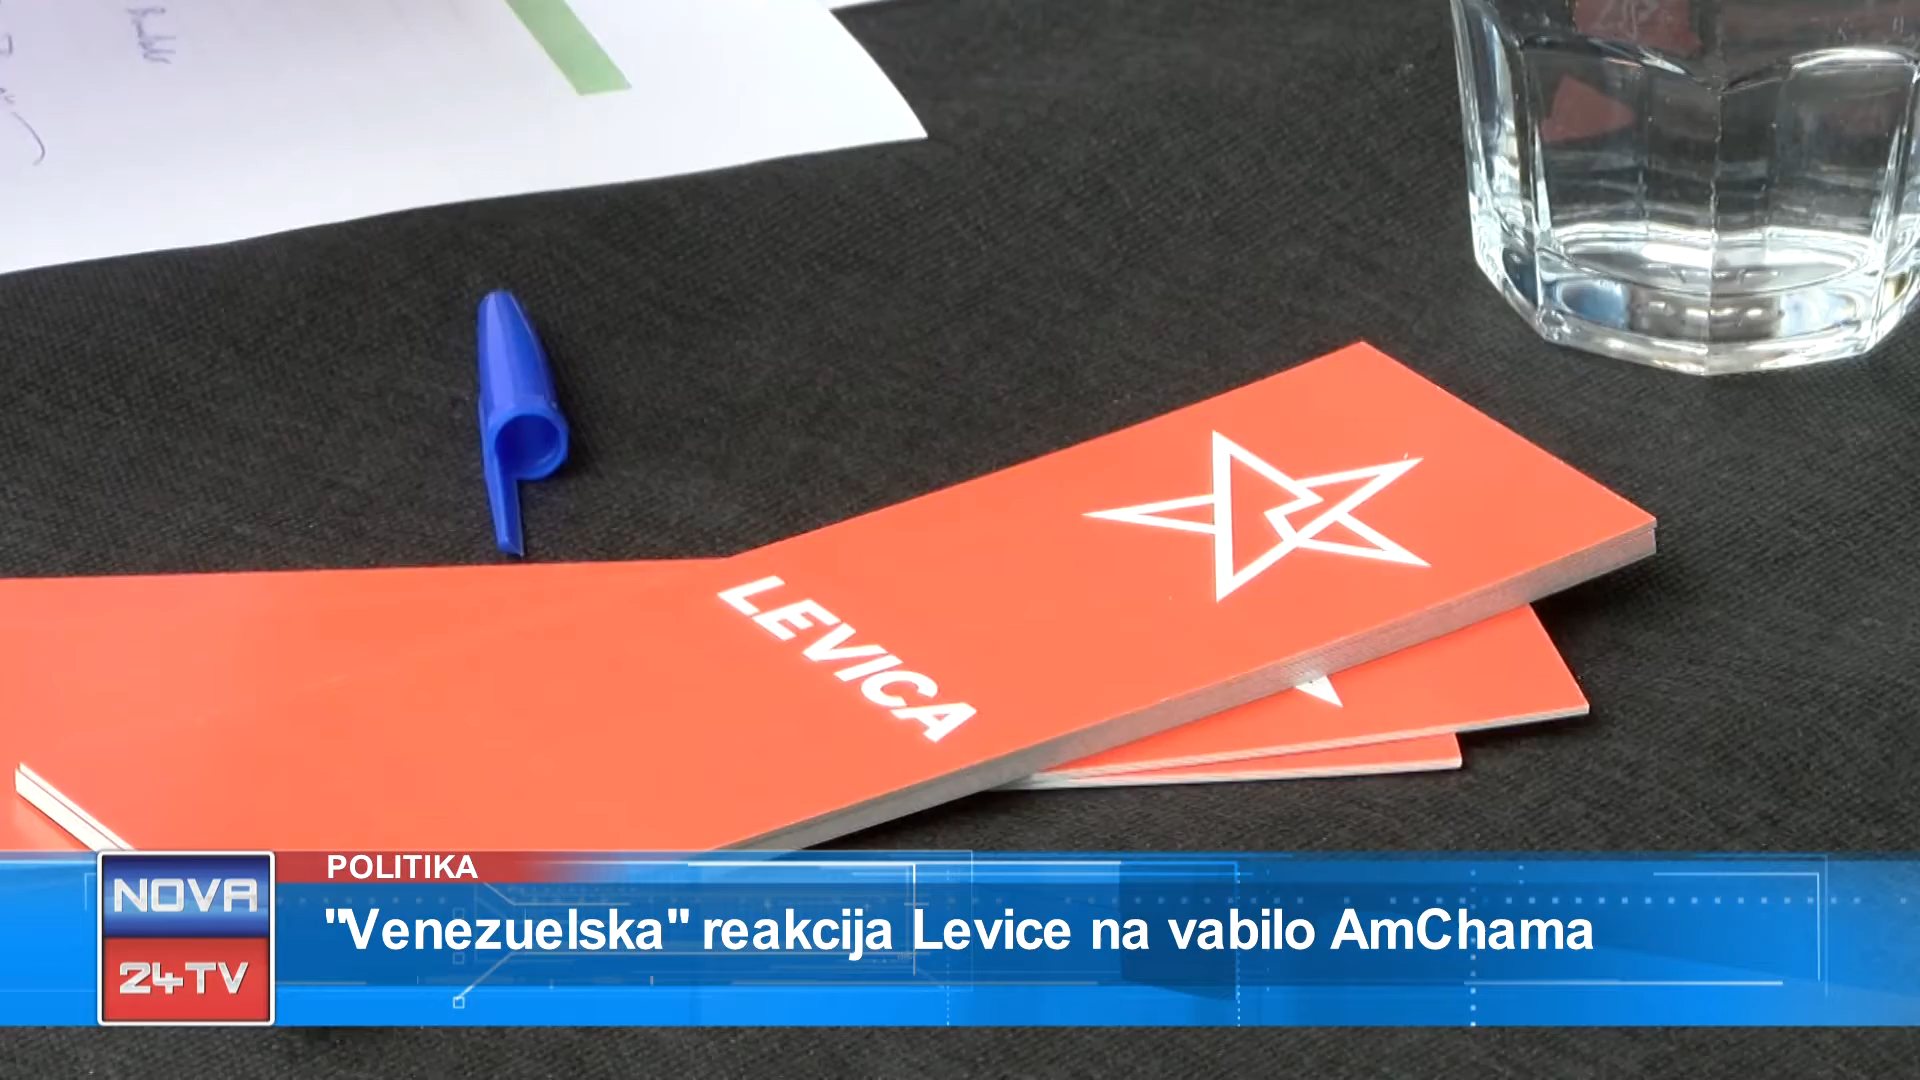 LEVICA
POLITIKA
"Venezuelska" reakcija Levice na vabilo AmChama
NOVA
24TV